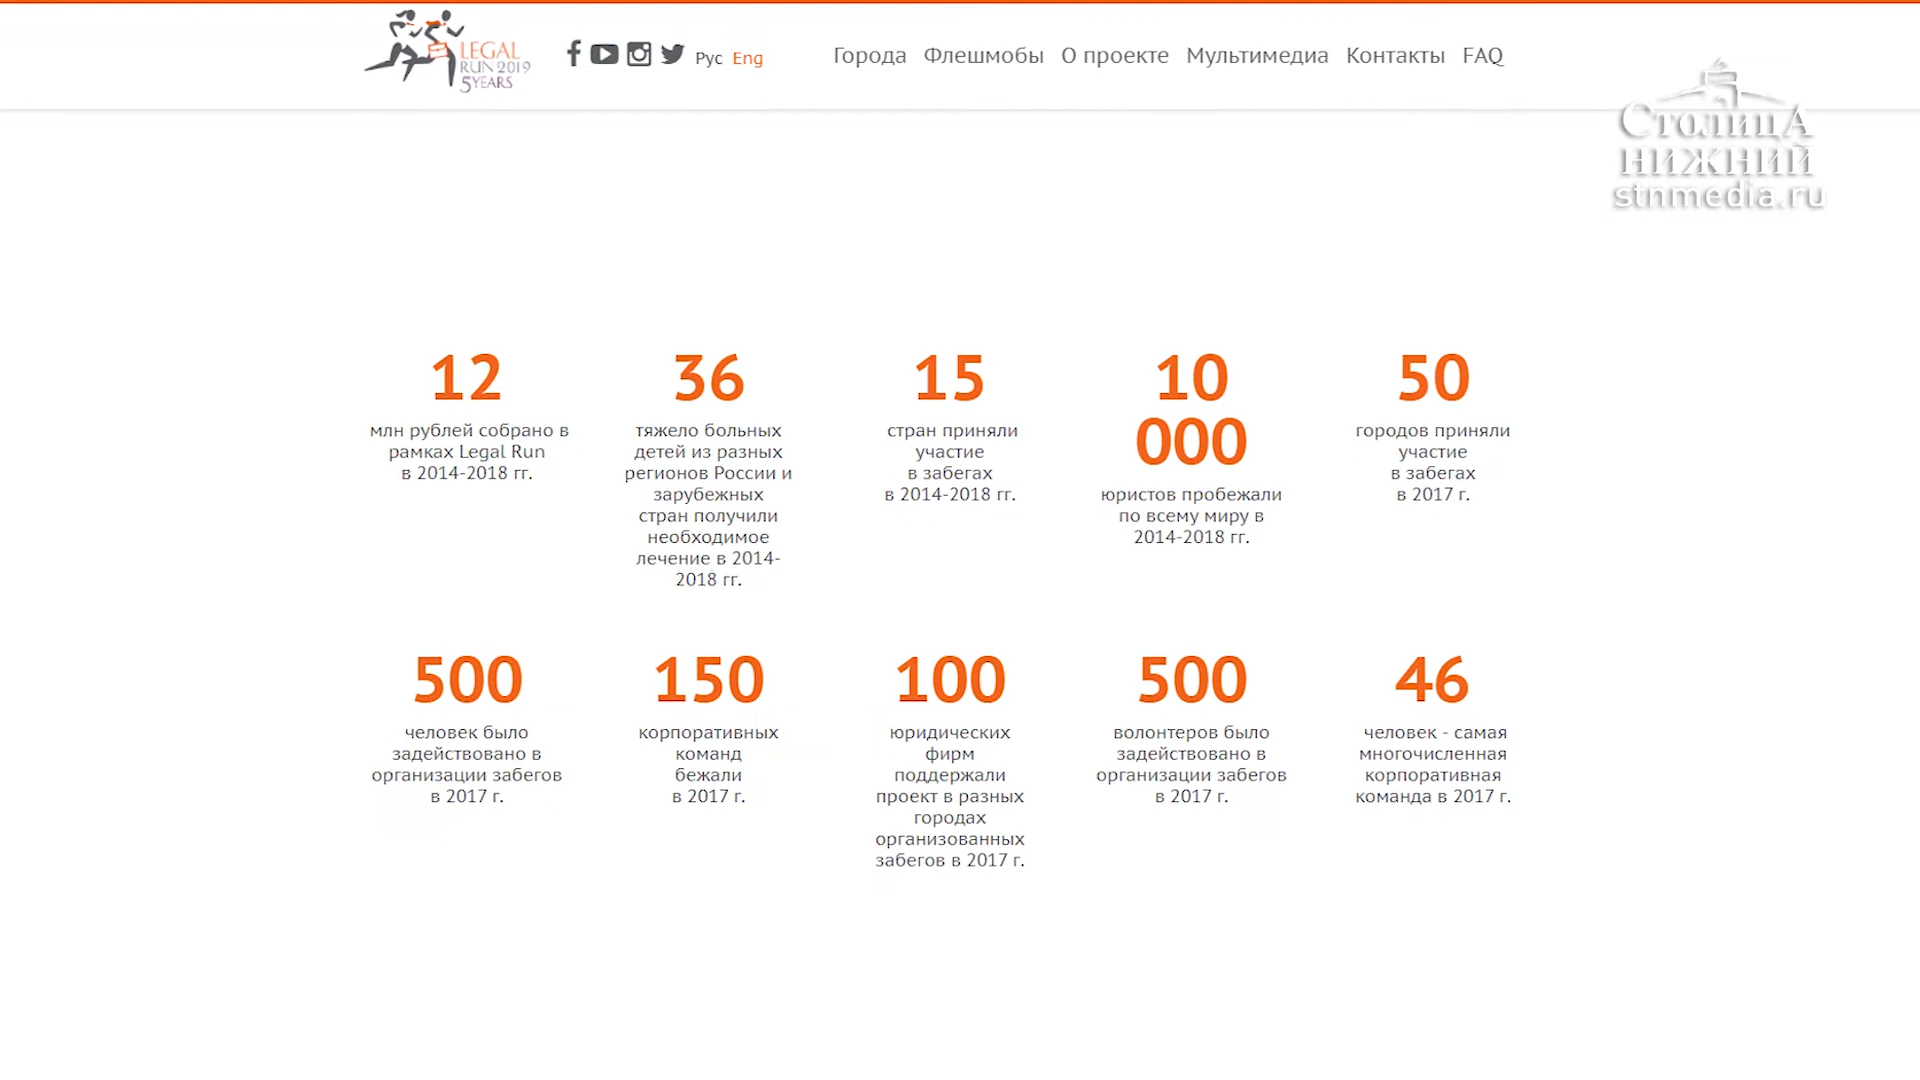 LEGAL
RUN 2019
5 YEARS
Рус Eng
Города Флешмобы О проекте Мультимедиа Контакты FAQ
СтолицА
нижний
stnmedia.ru
12
млн рублей собрано в
рамках Legal Run
в 2014-2018 гг.
36
тяжело больных
детей из разных
регионов России и
зарубежных
стран получили
необходимое
лечение в 2014-
2018 гг.
15
стран приняли
участие
в забегах
в 2014-2018 гг.
10
000
юристов пробежали
по всему миру в
2014-2018 гг.
50
городов приняли
участие
в забегах
в 2017 г.
500
человек было
задействовано в
организации забегов
в 2017 г.
150
корпоративных
команд
бежали
в 2017 г.
100
юридических
фирм
поддержали
проект в разных
городах
организованных
забегов в 2017 г.
500
волонтеров было
задействовано в
организации забегов
в 2017 г.
46
человек - самая
многочисленная
корпоративная
команда в 2017 г.